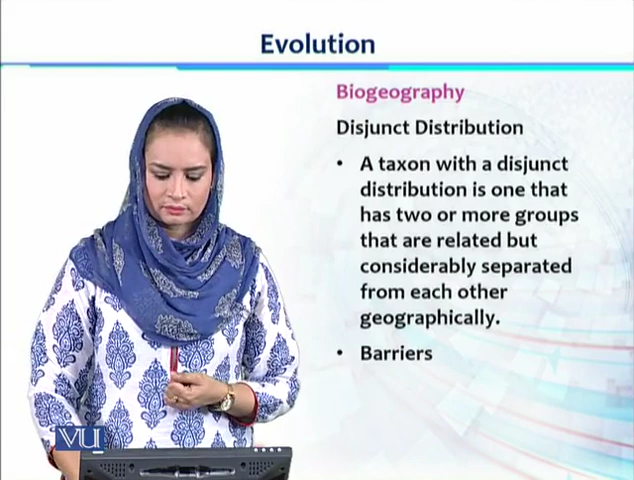 Evolution
Biogeography
Disjunct Distribution
• A taxon with a disjunct
distribution is one that
has two or more groups
that are related but
considerably separated
from each other
geographically.
• Barriers
VU